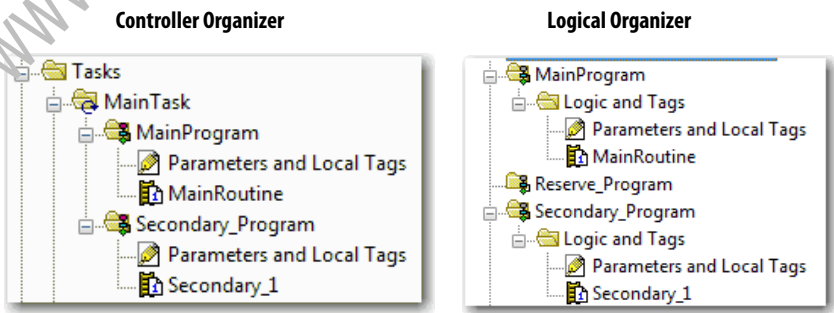 Controller Organizer
Logical Organizer
Tasks
MainTask
MainProgram
Parameters and Local Tags
MainRoutine
Secondary_Program
Parameters and Local Tags
Secondary_1
MainProgram
Logic and Tags
Parameters and Local Tags
MainRoutine
Reserve_Program
Secondary_Program
Logic and Tags
Parameters and Local Tags
Secondary_1